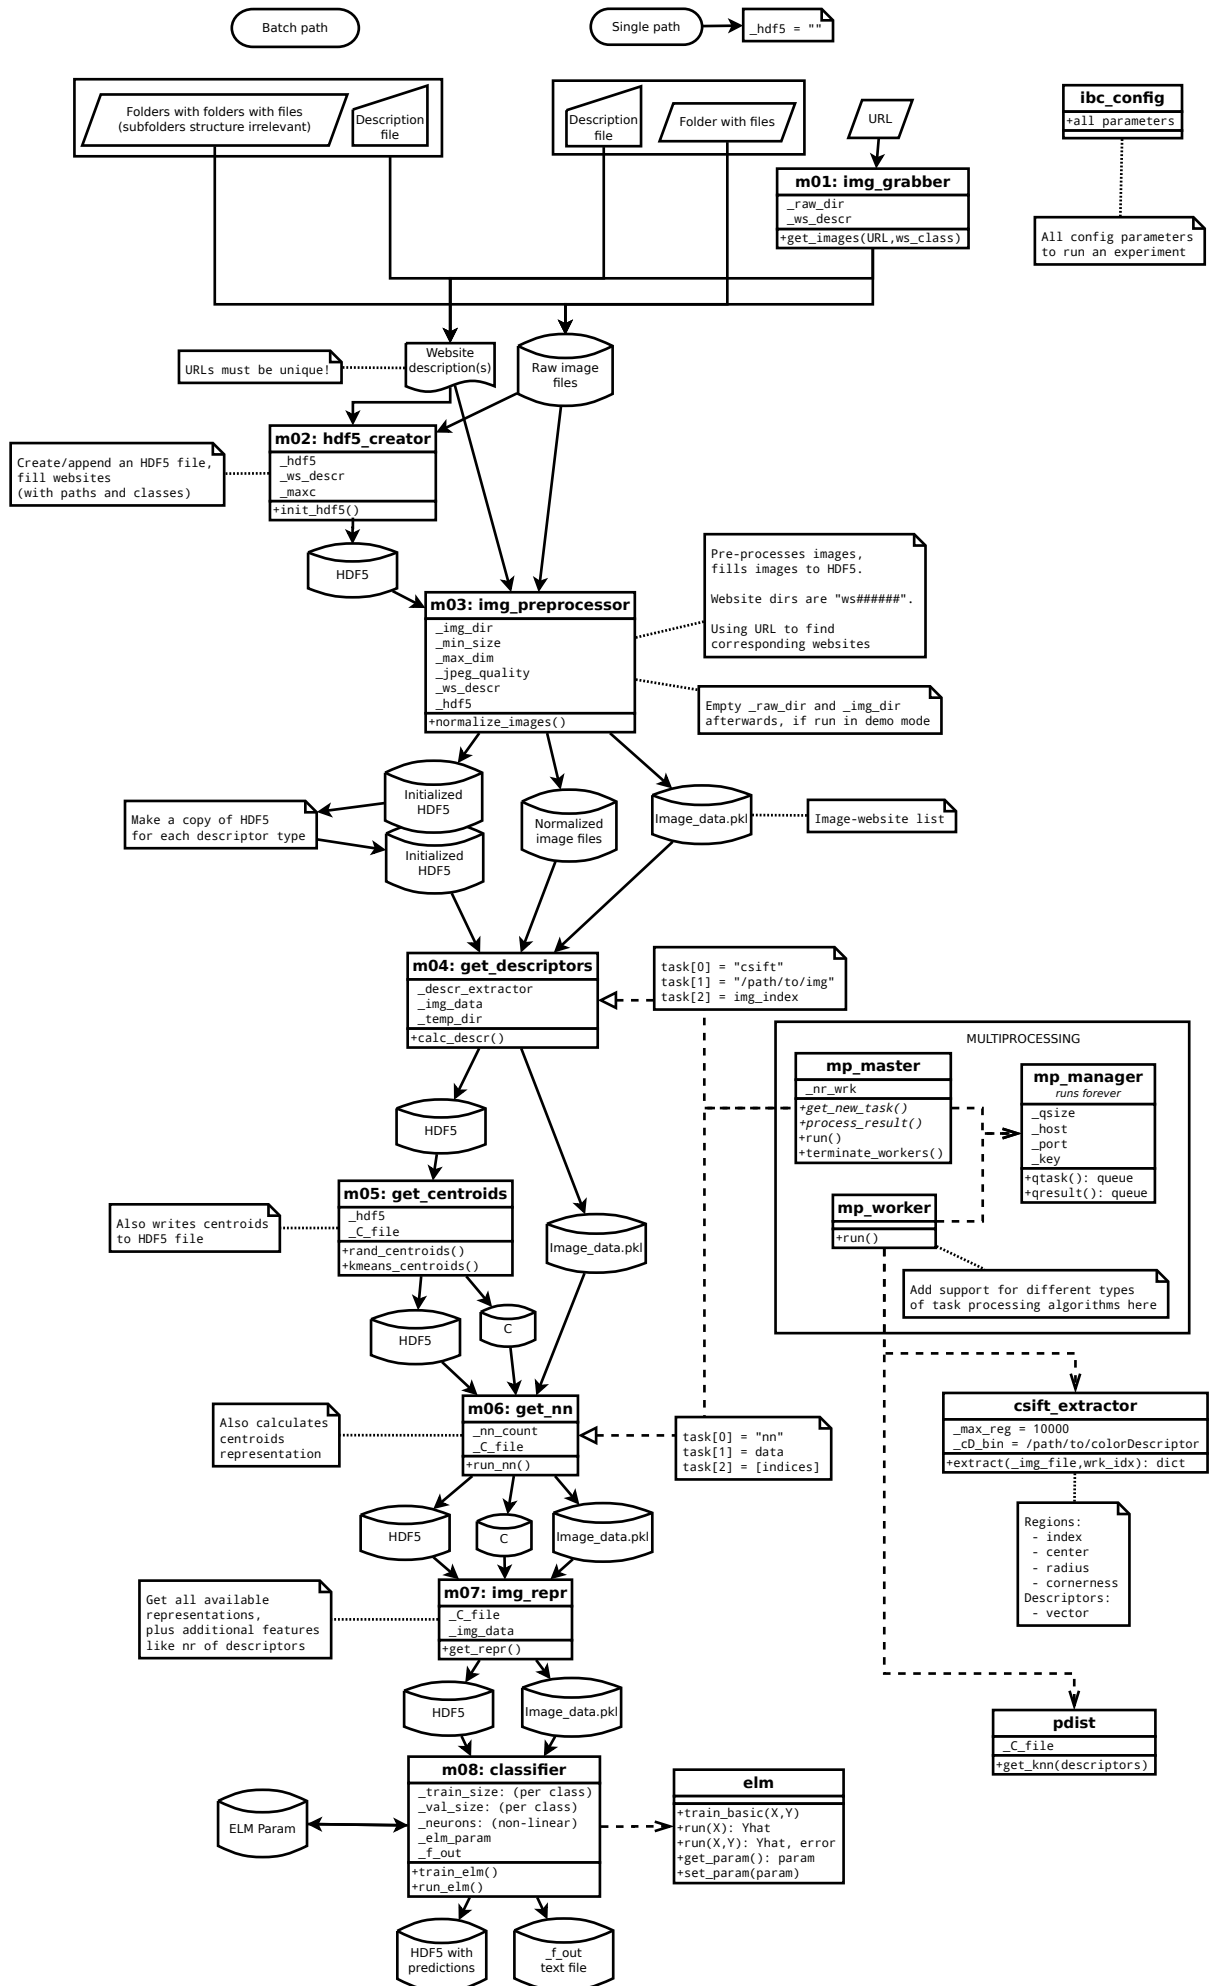 Batch path
Single path
_hdf5 = ""
Folders with folders with files
(subfolders structure irrelevant)
Description
file
Description
file
Folder with files
URL
ibc_config
+all parameters
m01: img_grabber
_raw_dir
_ws_descr
+get_images(URL,ws_class)
All config parameters
to run an experiment
URLs must be unique!
Website
description(s)
Raw image
files
m02: hdf5_creator
_hdf5
_ws_descr
_maxc
+init_hdf5()
Create/append an HDF5 file,
fill websites
(with paths and classes)
HDF5
Pre-processes images,
fills images to HDF5.
Website dirs are "ws######".
Using URL to find
corresponding websites
m03: img_preprocessor
_img_dir
_min_size
_max_dim
_jpeg_quality
_ws_descr
_hdf5
+normalize_images()
Empty _raw_dir and _img_dir
afterwards, if run in demo mode
Initialized
HDF5
Make a copy of HDF5
for each descriptor type
Initialized
HDF5
Normalized
image files
Image_data.pkl
Image-website list
m04: get_descriptors
_descr_extractor
_img_data
_temp_dir
+calc_descr()
task[0] = "csift"
task[1] = "/path/to/img"
task[2] = img_index
MULTIPROCESSING
mp_master
_nr_wrk
+get_new_task()
+process_result()
+run()
+terminate_workers()
mp_manager
runs forever
_qsize
_host
_port
_key
+qtask(): queue
+qresult(): queue
mp_worker
+run()
Add support for different types
of task processing algorithms here
HDF5
m05: get_centroids
_hdf5
_C_file
+rand_centroids()
+kmeans_centroids()
Also writes centroids
to HDF5 file
Image_data.pkl
HDF5
C
m06: get_nn
_nn_count
_C_file
+run_nn()
Also calculates
centroids
representation
task[0] = "nn"
task[1] = data
task[2] = [indices]
csift_extractor
_max_reg = 10000
_cD_bin = /path/to/colorDescriptor
+extract(_img_file,wrk_idx): dict
Regions:
- index
- center
- radius
- cornerness
Descriptors:
- vector
HDF5
C
Image_data.pkl
m07: img_repr
_C_file
_img_data
+get_repr()
Get all available
representations,
plus additional features
like nr of descriptors
HDF5
Image_data.pkl
pdist
_C_file
+get_knn(descriptors)
m08: classifier
_train_size: (per class)
_val_size: (per class)
_neurons: (non-linear)
_elm_param
_f_out
+train_elm()
+run_elm()
ELM Param
elm
+train_basic(X,Y)
+run(X): Yhat
+run(X,Y): Yhat, error
+get_param(): param
+set_param(param)
HDF5 with
predictions
_f_out
text file